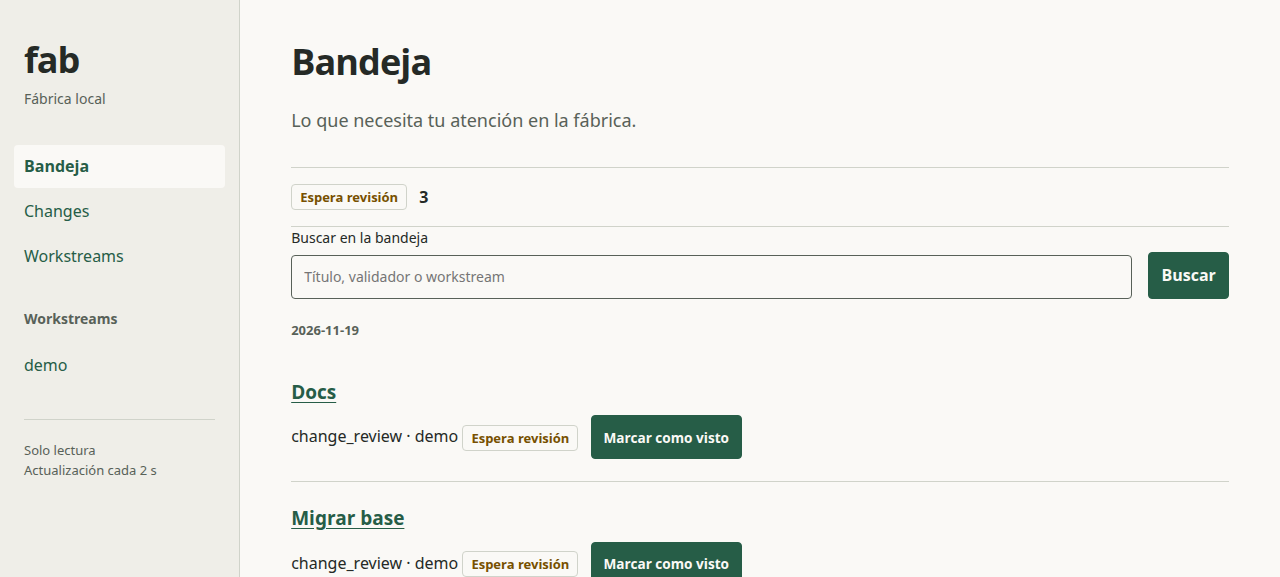 fab
Fábrica local
Bandeja
Changes
Workstreams
Workstreams
demo
Solo lectura
Actualización cada 2 s
Bandeja
Lo que necesita tu atención en la fábrica.
Espera revisión 3
Buscar en la bandeja
Título, validador o workstream
Buscar
2026-11-19
Docs
change_review · demo Espera revisión Marcar como visto
Migrar base
change_review · demo Espera revisión Marcar como visto